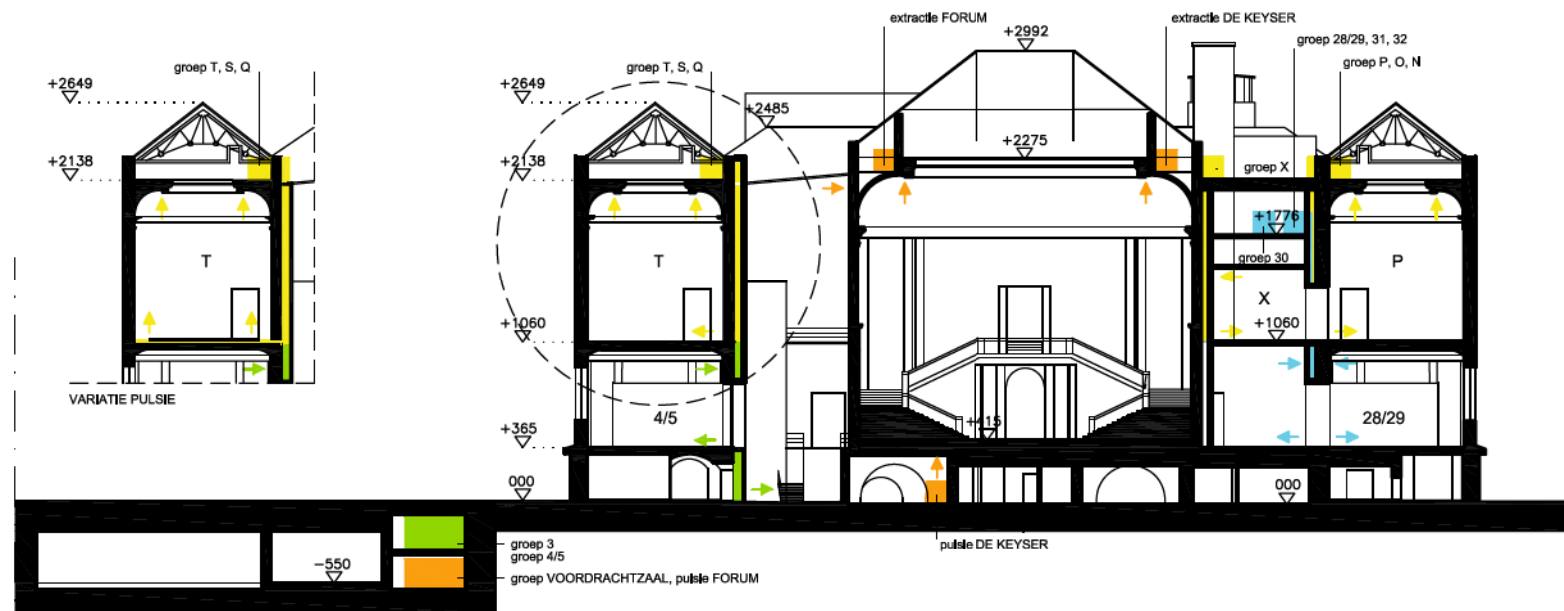 extractie FORUM
extractie DE KEYSER
+2992
groep 28/29, 31, 32
groep T, S, Q
groep T, S, Q
groep P, O, N
+2649
+2649
+2485
+2275
+2138
+2138
groep X
+1776
groep 30
T
T
P
X
+1060
+1060
VARIATIE PULSIE
4/5
28/29
+365
+415
000
000
pulsie DE KEYSER
groep 3
groep 4/5
-550
groep VOORDRACHTZAAL, pulsie FORUM